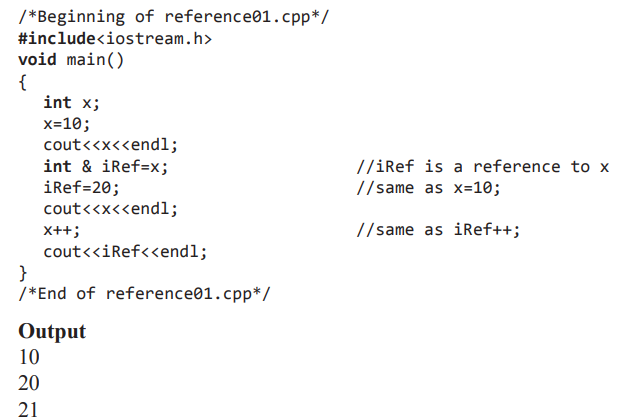 /*Beginning of reference01.cpp*/
#include<iostream.h>
void main()
{
int x;
x=10;
cout<<x<<endl;
int & iRef=x; //iRef is a reference to x
iRef=20; //same as x=10;
cout<<x<<endl;
x++; //same as iRef++;
cout<<iRef<<endl;
}
/*End of reference01.cpp*/
Output
10
20
21